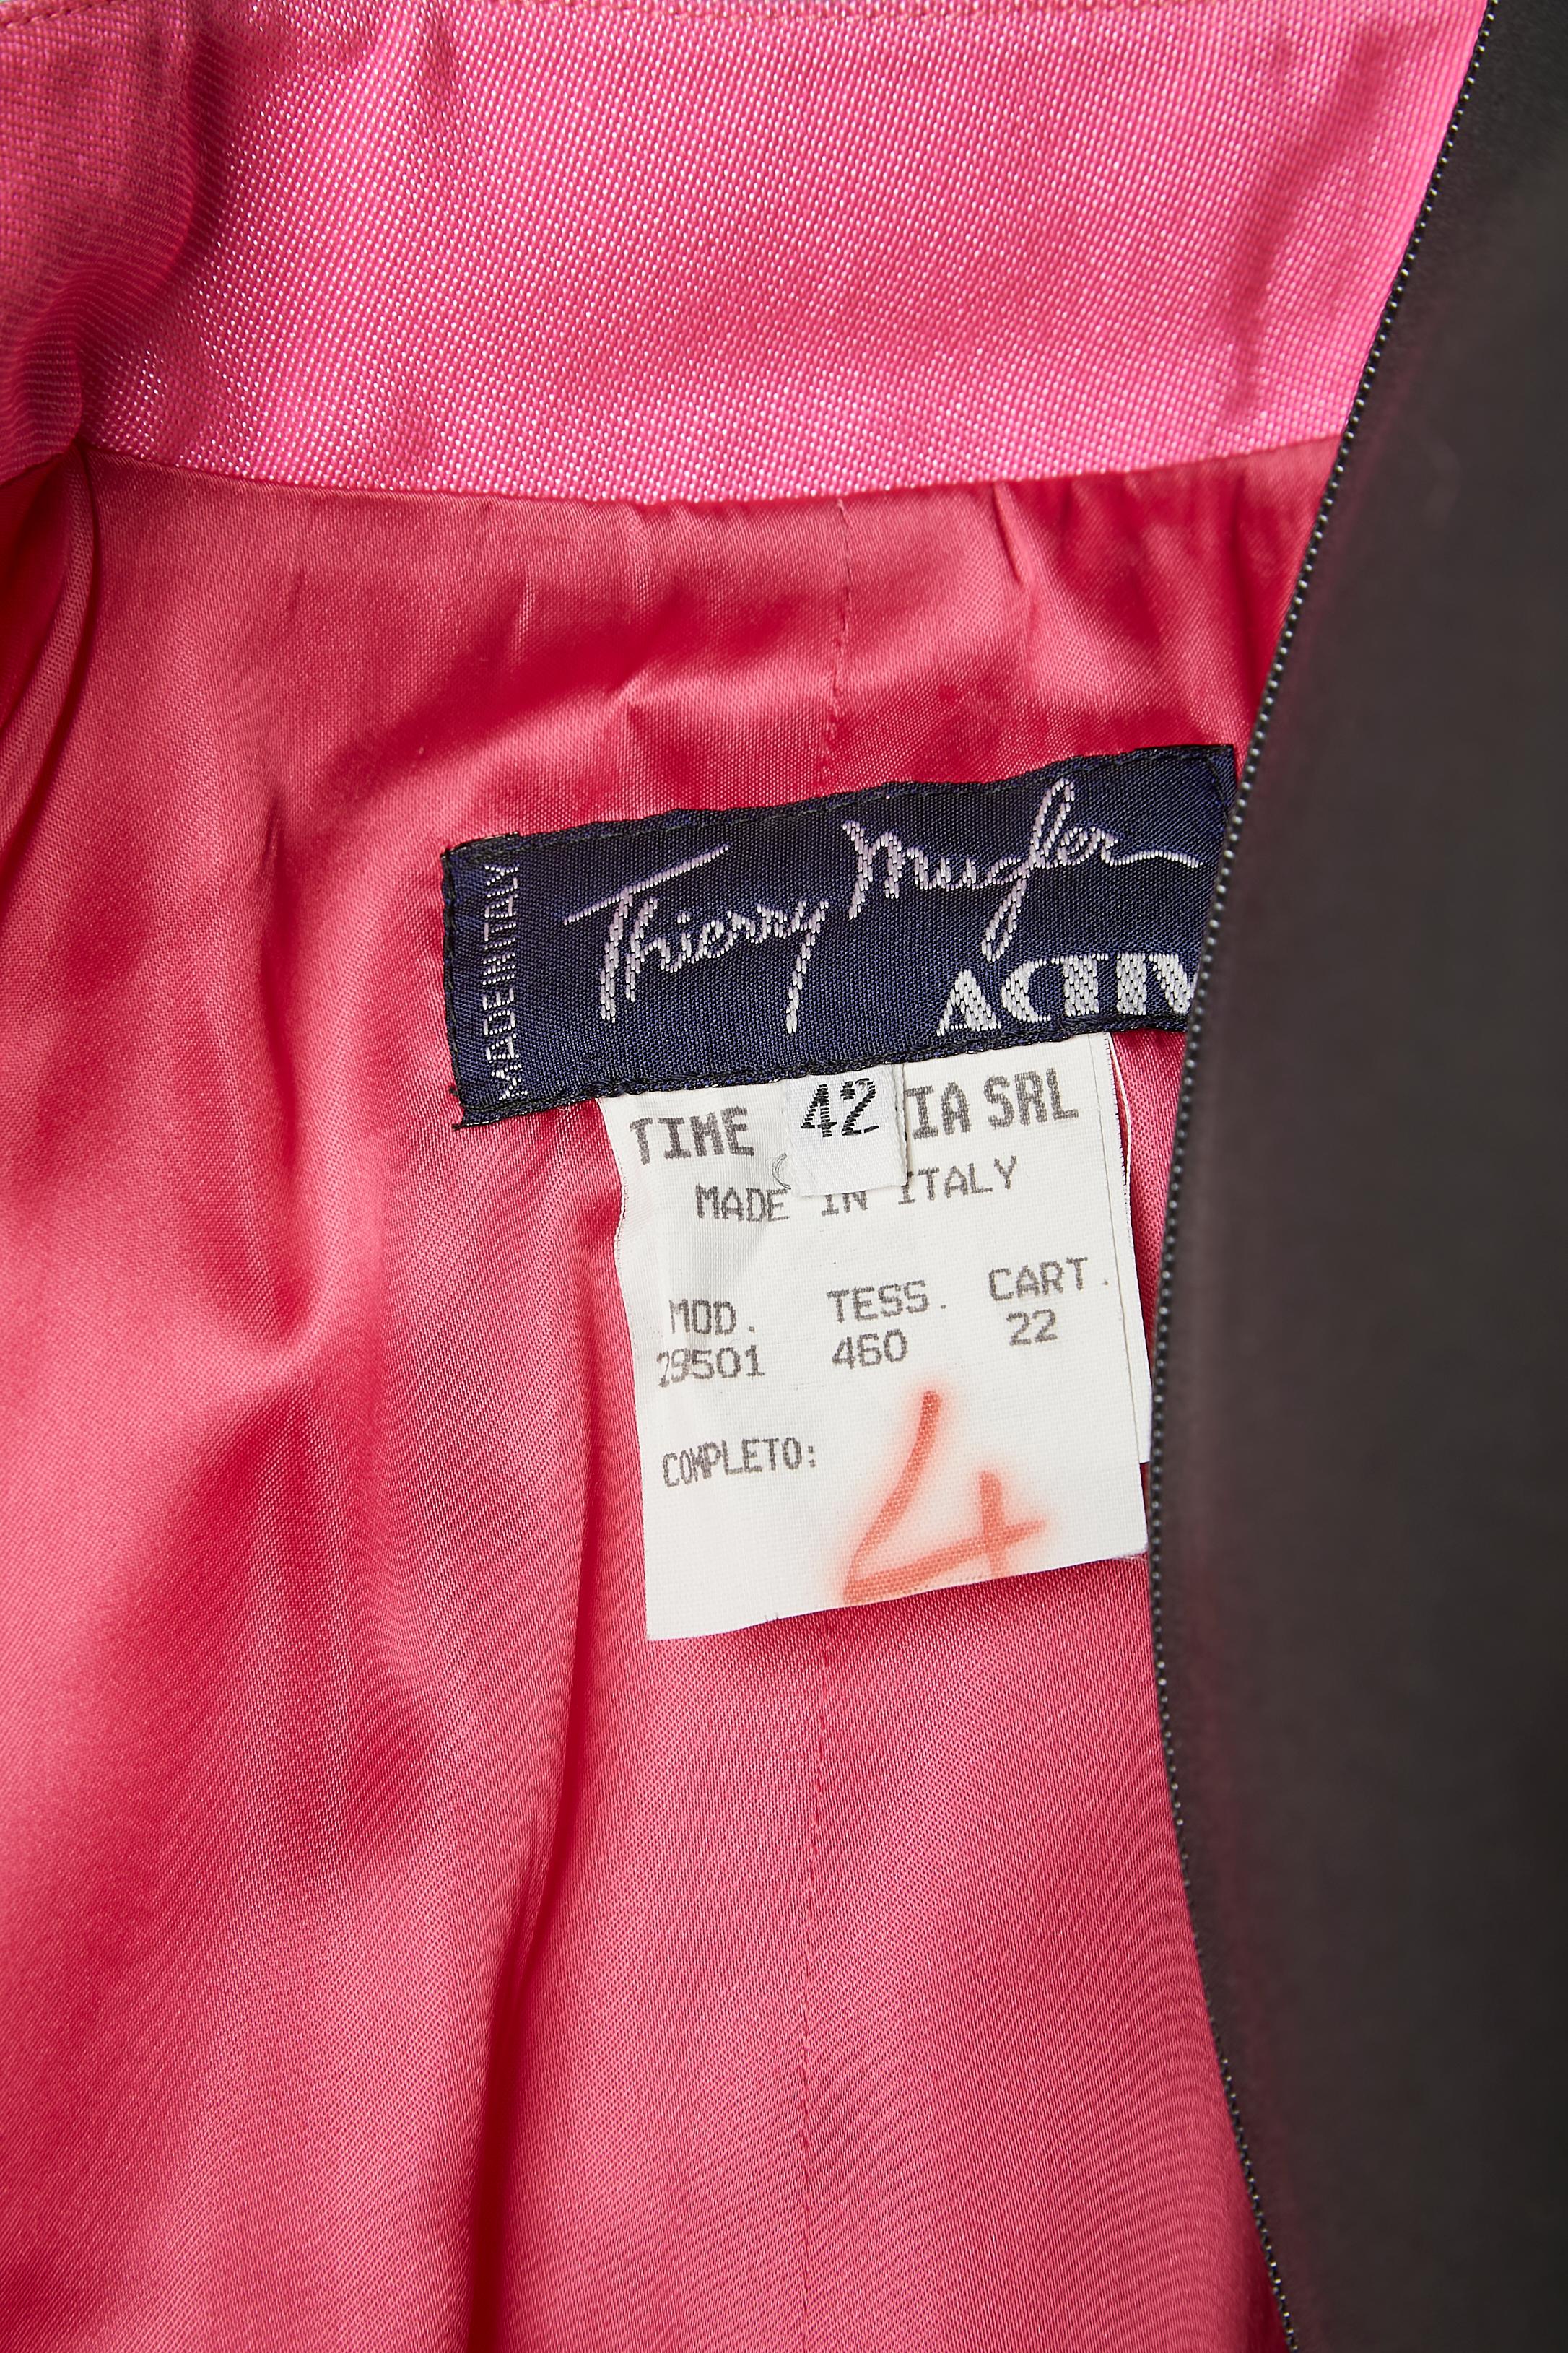 MADE IN ITALY
Thierry Mugler
ACTIV
42
TIME IA SRL
MADE IN ITALY
MOD. TESS. CART.
29501 460 22
COMPLETO:
4